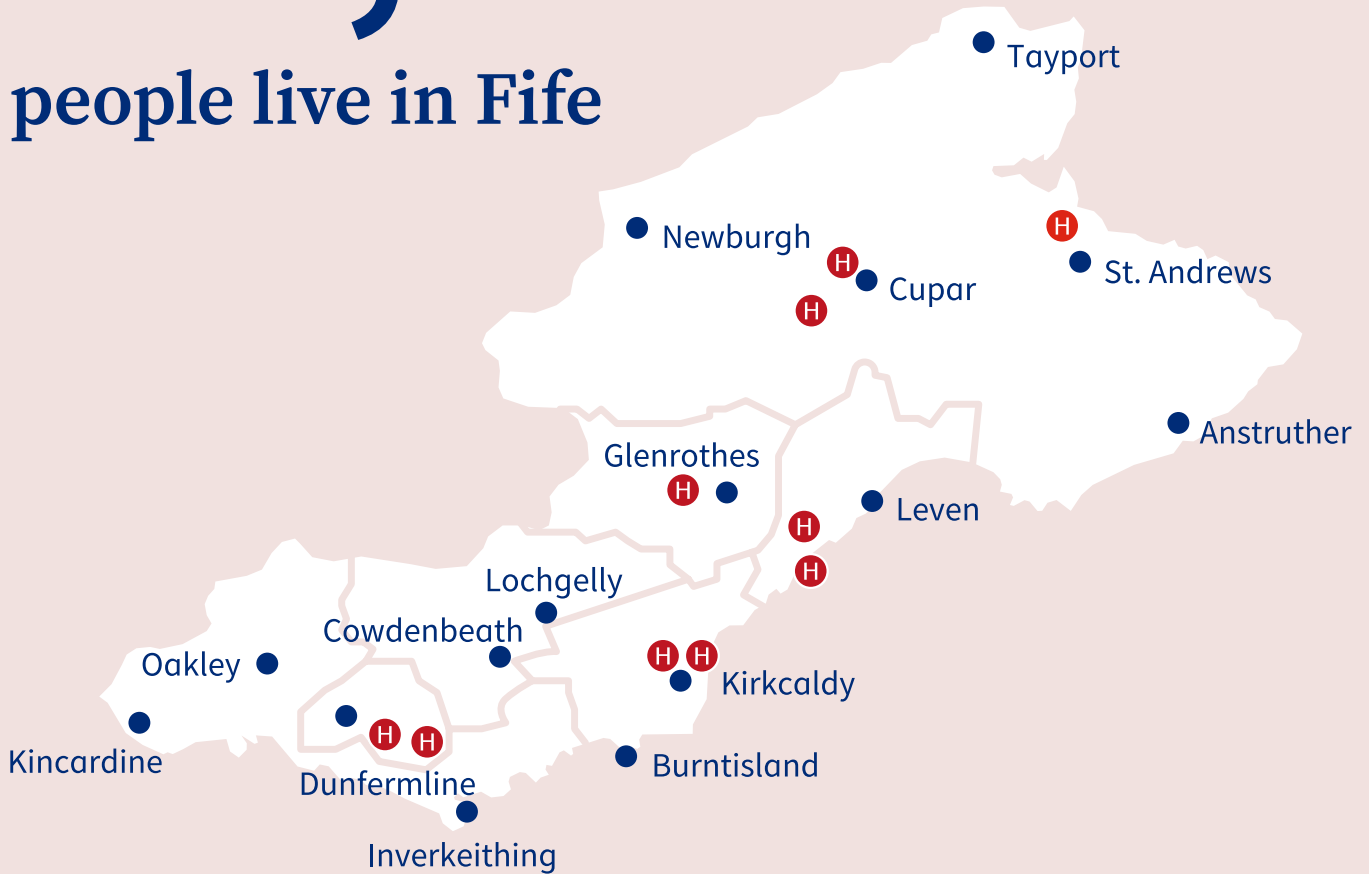 people live in Fife
Tayport
H
Newburgh
H
St. Andrews
H
Cupar
H
Anstruther
Glenrothes
H
Leven
H
H
Lochgelly
Cowdenbeath
H H
Oakley
Kirkcaldy
H H
Kincardine
Burntisland
Dunfermline
Inverkeithing